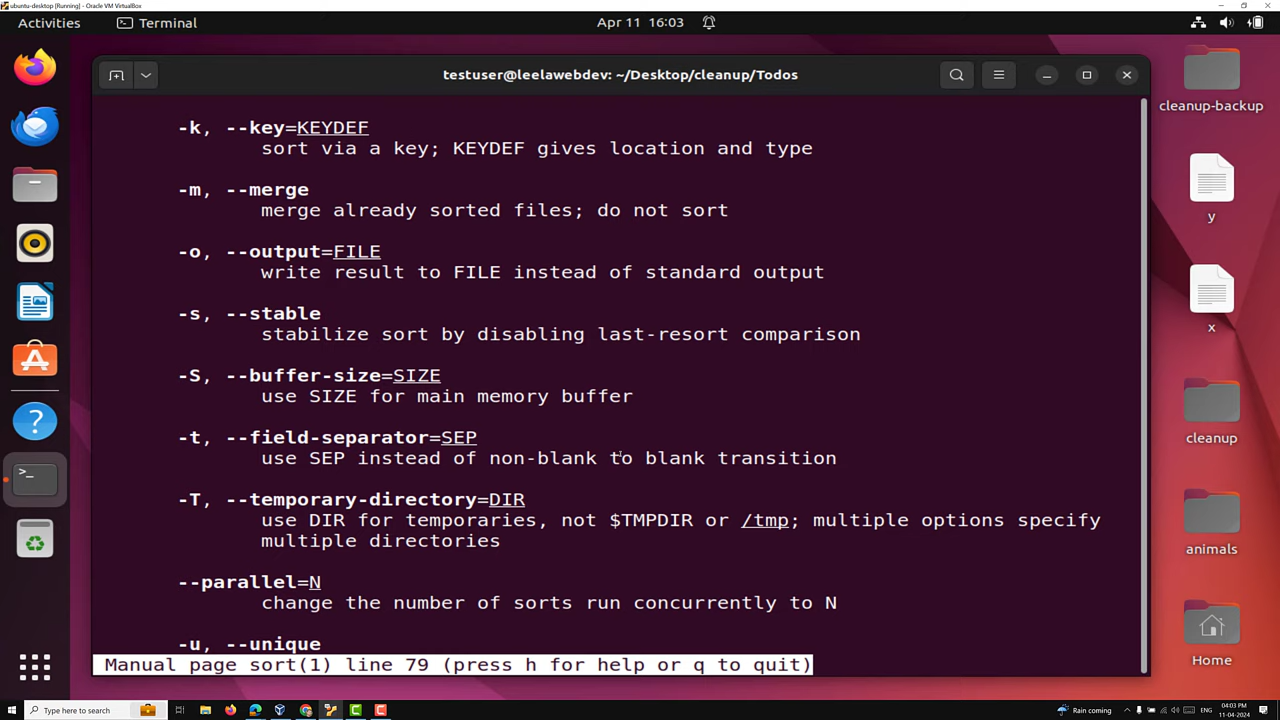 ubuntu-desktop [Running] - Oracle VM VirtualBox
Activities Terminal Apr 11 16:03
testuser@leelawebdev: ~/Desktop/cleanup/Todos
-k, --key=KEYDEF
sort via a key; KEYDEF gives location and type
-m, --merge
merge already sorted files; do not sort
-o, --output=FILE
write result to FILE instead of standard output
-s, --stable
stabilize sort by disabling last-resort comparison
-S, --buffer-size=SIZE
use SIZE for main memory buffer
-t, --field-separator=SEP
use SEP instead of non-blank to blank transition
-T, --temporary-directory=DIR
use DIR for temporaries, not $TMPDIR or /tmp; multiple options specify
multiple directories
--parallel=N
change the number of sorts run concurrently to N
-u, --unique
Manual page sort(1) line 79 (press h for help or q to quit)
cleanup-backup
y
x
cleanup
animals
Home
Type here to search
Rain coming
ENG
04:03 PM
11-04-2024